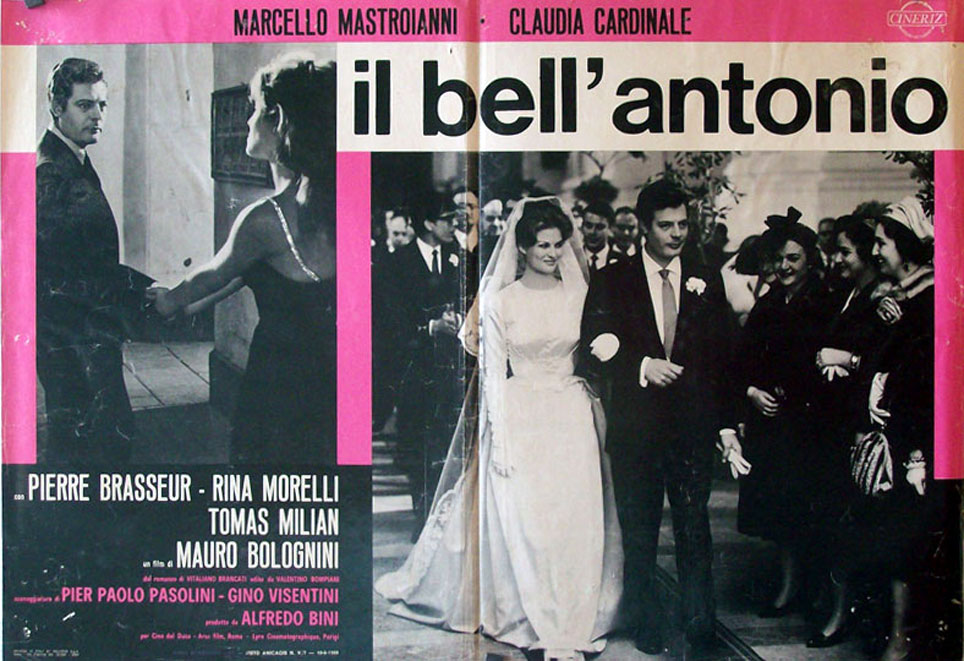 MARCELLO MASTROIANNI CLAUDIA CARDINALE
CINERIZ
il bell'antonio
con PIERRE BRASSEUR - RINA MORELLI
TOMAS MILIAN
un film di MAURO BOLOGNINI
dal romanzo di VITALIANO BRANCATI edito da VALENTINO BOMPIANI
sceneggiatura di PIER PAOLO PASOLINI - GINO VISENTINI
prodotto da ALFREDO BINI
per Cino del Duca - Arco film, Roma - Lyre Cinematographique, Parigi